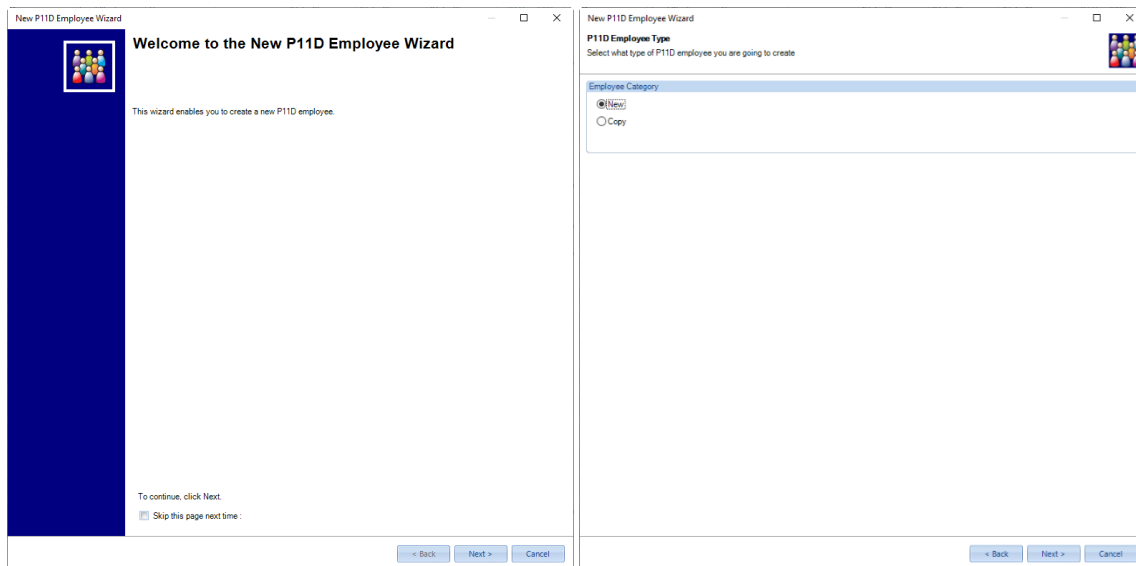 New P11D Employee Wizard
Welcome to the New P11D Employee Wizard
This wizard enables you to create a new P11D employee.
To continue, click Next.
Skip this page next time :
< Back
Next >
Cancel
New P11D Employee Wizard
P11D Employee Type
Select what type of P11D employee you are going to create
Employee Category
New
Copy
< Back
Next >
Cancel